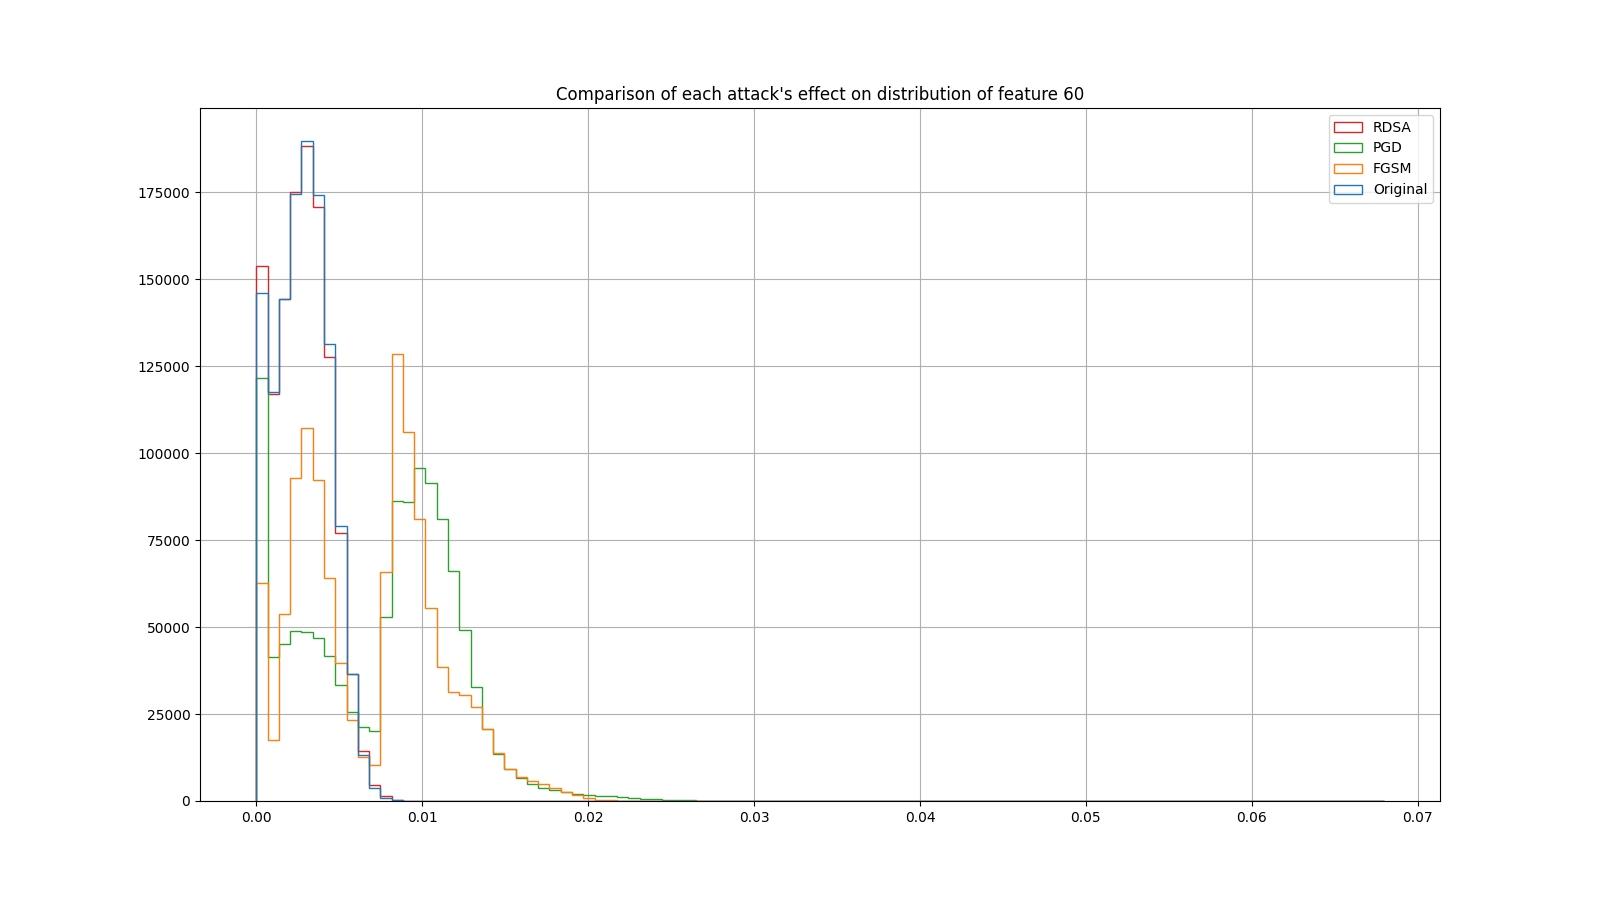 Comparison of each attack's effect on distribution of feature 60
RDSA
PGD
FGSM
Original
175000
150000
125000
100000
75000
50000
25000
0
0.00 0.01 0.02 0.03 0.04 0.05 0.06 0.07